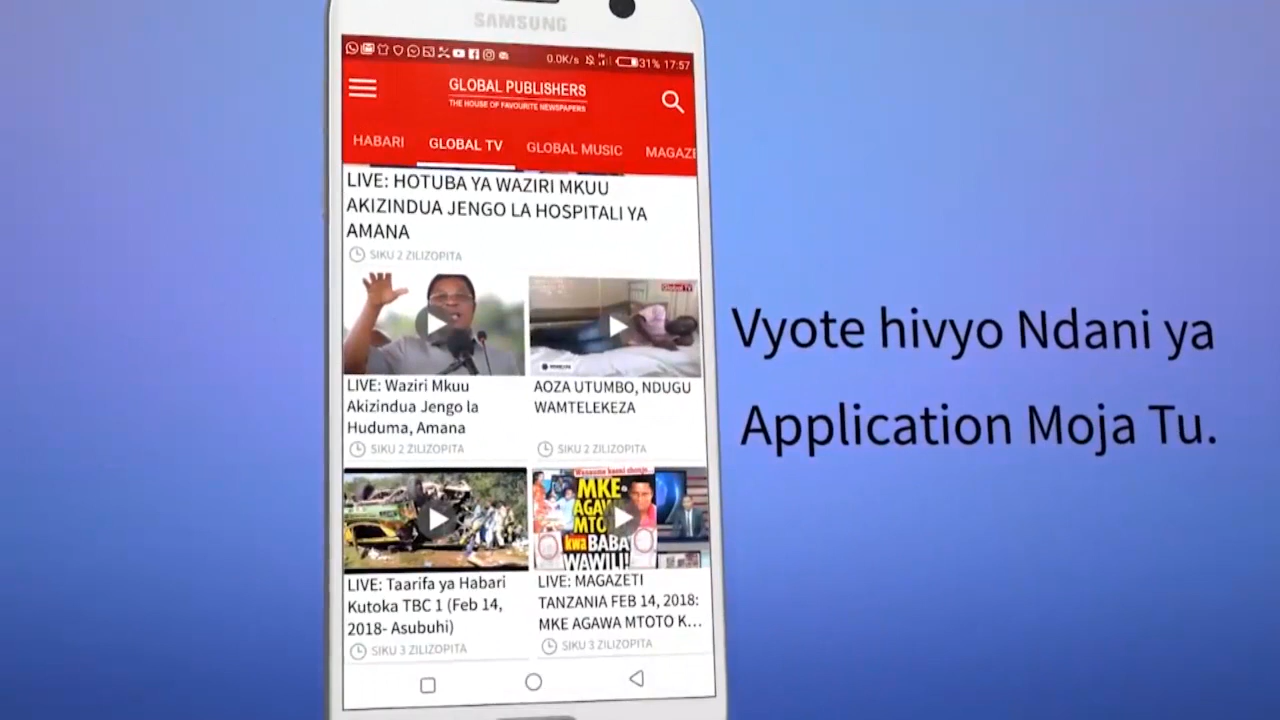 SAMSUNG
0.0K/s 31% 17:57
GLOBAL PUBLISHERS
THE HOUSE OF FAVOURITE NEWSPAPERS
HABARI GLOBAL TV GLOBAL MUSIC MAGAZE
LIVE: HOTUBA YA WAZIRI MKUU
AKIZINDUA JENGO LA HOSPITALI YA
AMANA
SIKU 2 ZILIZOPITA
Global TV
LIVE: Waziri Mkuu
Akizindua Jengo la
Huduma, Amana
SIKU 2 ZILIZOPITA
AOZA UTUMBO, NDUGU
WAMTELEKEZA
SIKU 2 ZILIZOPITA
MKE
AGAWA
MTO
kwa BABA
WAWILI!
LIVE: Taarifa ya Habari
Kutoka TBC 1 (Feb 14,
2018- Asubuhi)
SIKU 3 ZILIZOPITA
LIVE: MAGAZETI
TANZANIA FEB 14, 2018:
MKE AGAWA MTOTO K...
SIKU 3 ZILIZOPITA
Vyote hivyo Ndani ya
Application Moja Tu.